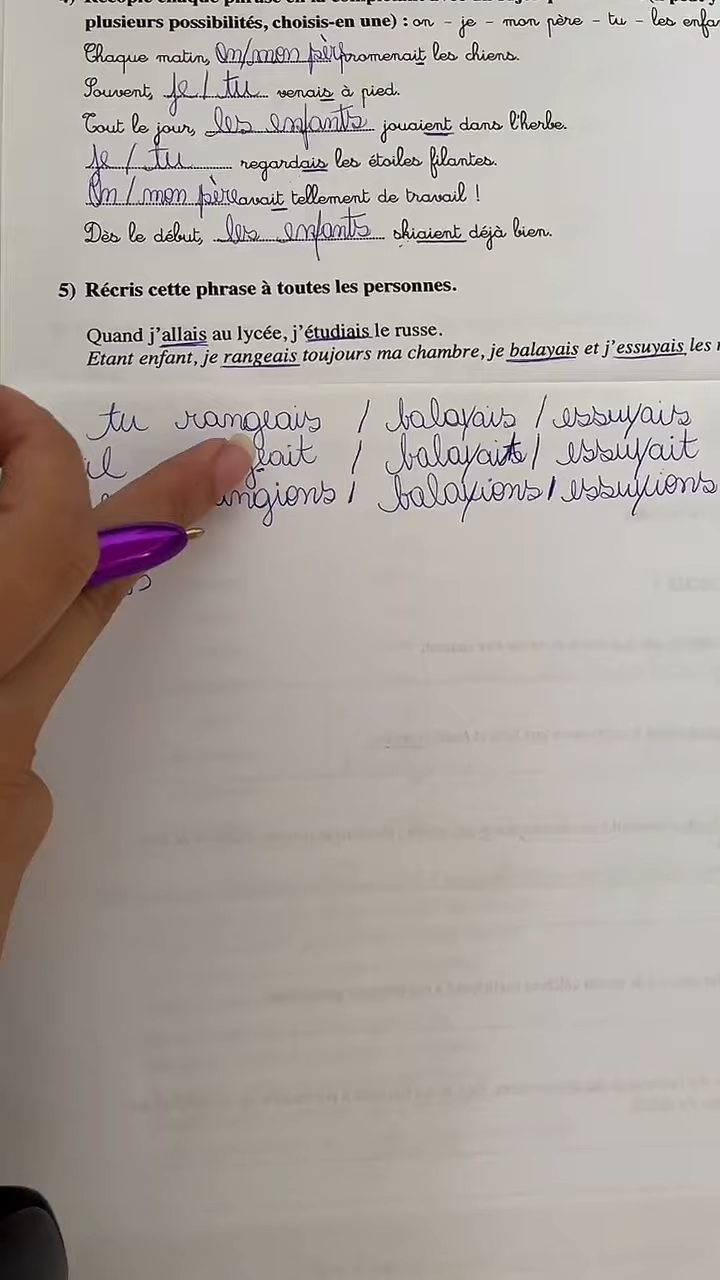 plusieurs possibilités, choisis-en une) : on - je - mon père - tu - les enfa
Chaque matin, On/mon père promenait les chiens.
Souvent, je / tu venais à pied.
Tout le jour, les enfants jouaient dans l'herbe.
je / tu regardais les étoiles filantes.
On / mon père avait tellement de travail !
Dès le début, les enfants skiaient déjà bien.
5) Récris cette phrase à toutes les personnes.
Quand j'allais au lycée, j'étudiais le russe.
Etant enfant, je rangeais toujours ma chambre, je balayais et j'essuyais les
tu rangeais / balayais / essuyais
il geait / balayait / essuyait
ngions / balayions / essuyions